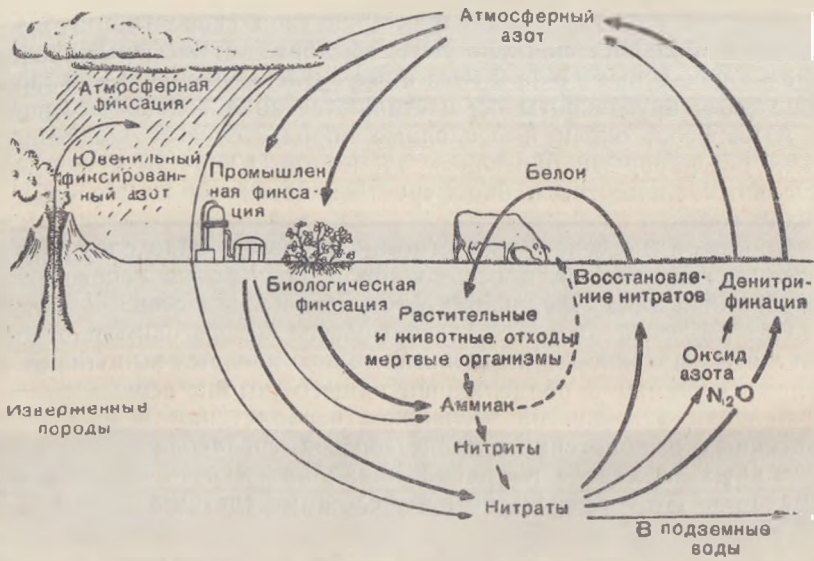 Атмосферный
азот
Атмосферная
фиксация
Ювенильный
фиксирован-
ный азот
Промышлен-
ная фикса-
ция
Белок
Биологическая
фиксация
Восстановле-
ние нитратов
Денитри-
фикация
Растительные
и животные отходы,
мертвые организмы
Оксид
азота
N₂O
Аммиак
Изверженные
породы
Нитриты
Нитраты
В подземные
воды